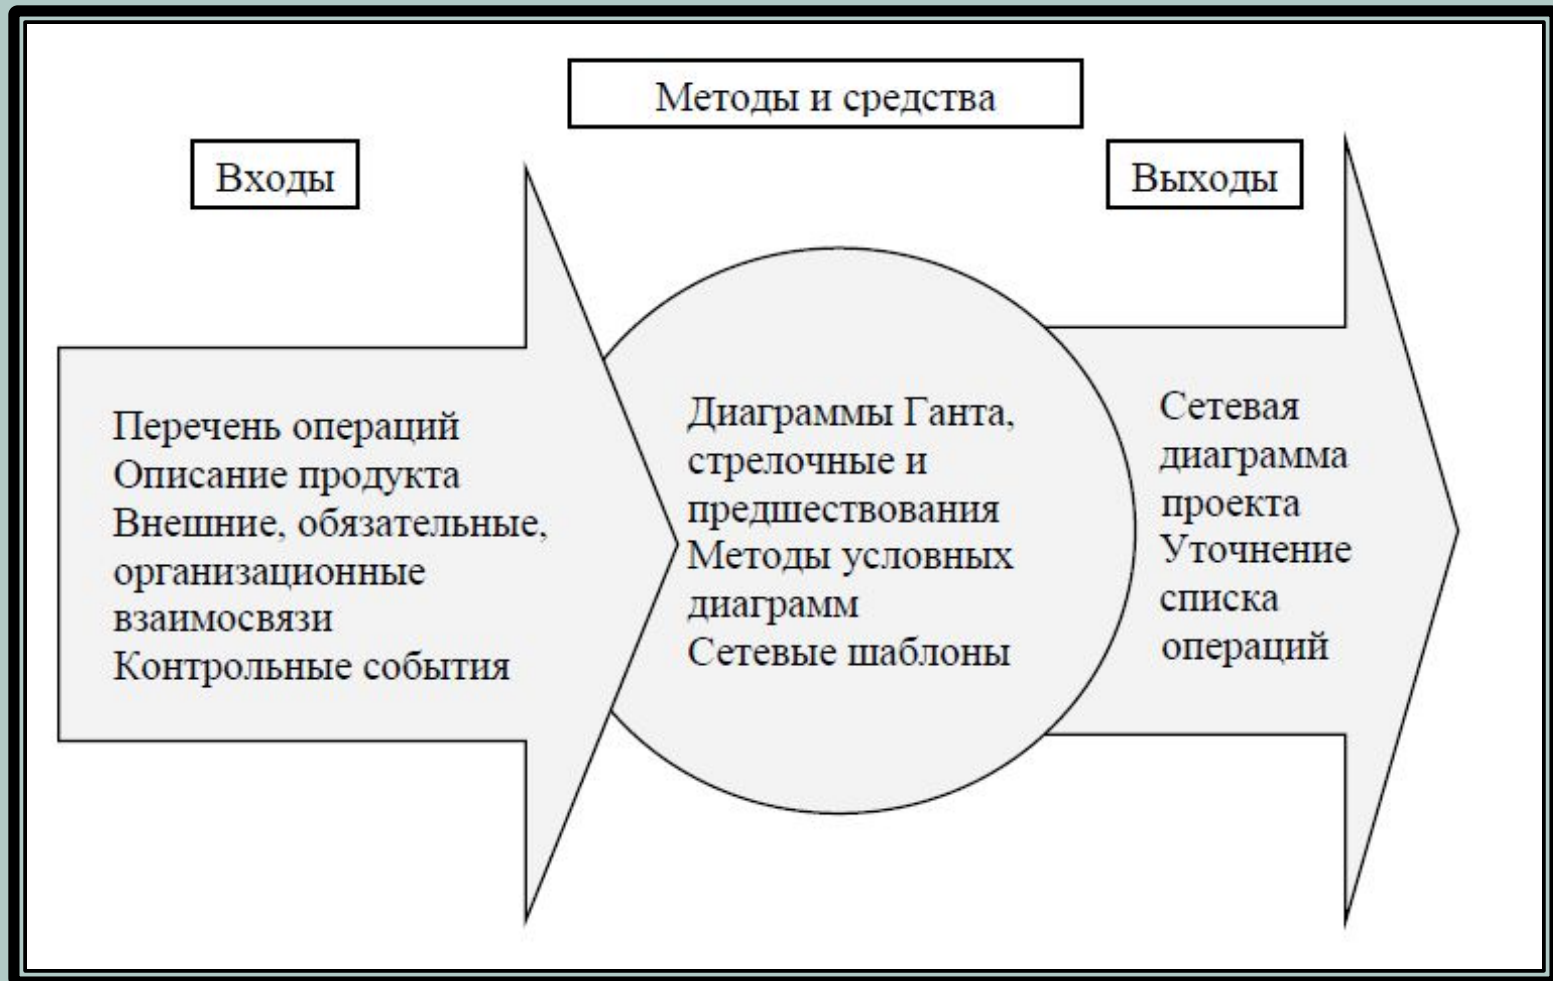 Методы и средства
Входы
Выходы
Перечень операций
Описание продукта
Внешние, обязательные,
организационные
взаимосвязи
Контрольные события
Диаграммы Ганта,
стрелочные и
предшествования
Методы условных
диаграмм
Сетевые шаблоны
Сетевая
диаграмма
проекта
Уточнение
списка
операций